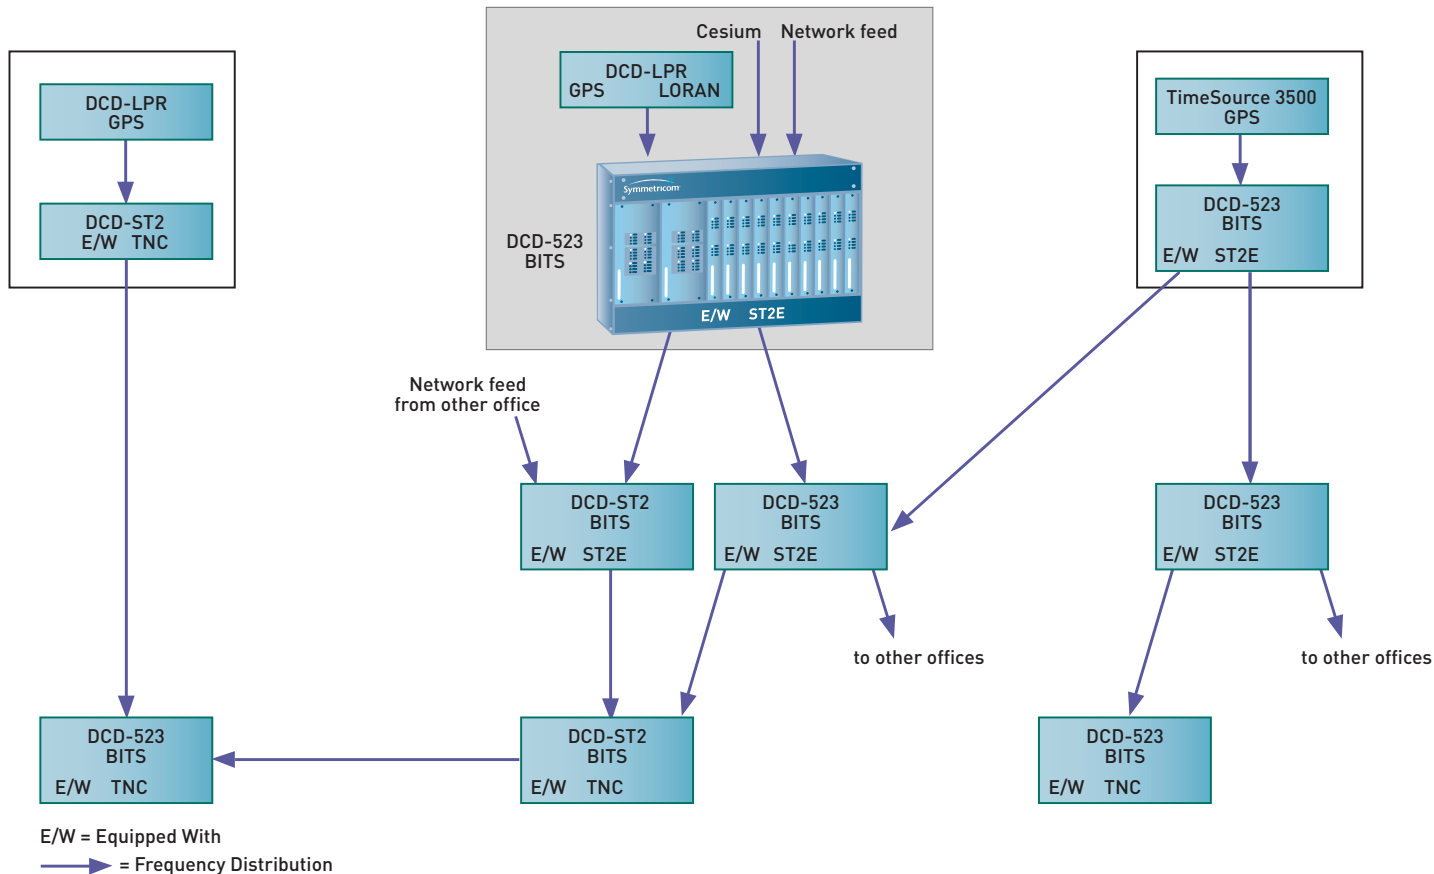 Cesium Network feed
DCD-LPR
GPS LORAN
DCD-LPR
GPS
TimeSource 3500
GPS
Symmetricom
DCD-ST2
E/W TNC
DCD-523
BITS
E/W ST2E
DCD-523
BITS
E/W ST2E
Network feed
from other office
DCD-ST2
BITS
E/W ST2E
DCD-523
BITS
E/W ST2E
DCD-523
BITS
E/W ST2E
to other offices
to other offices
DCD-523
BITS
E/W TNC
DCD-ST2
BITS
E/W TNC
DCD-523
BITS
E/W TNC
E/W = Equipped With
= Frequency Distribution